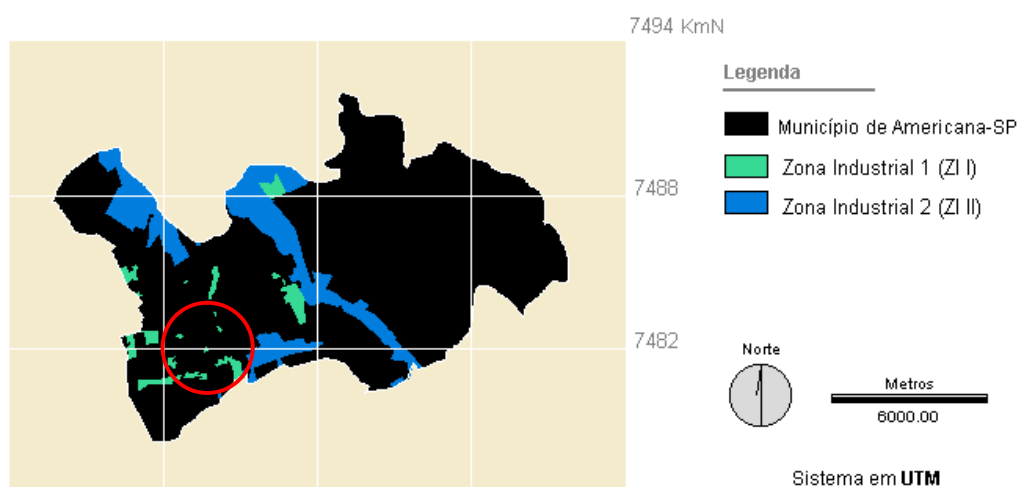 7494 KmN
Legenda
Município de Americana-SP
Zona Industrial 1 (ZI I)
7488
Zona Industrial 2 (ZI II)
7482
Norte
Metros
6000.00
Sistema em UTM